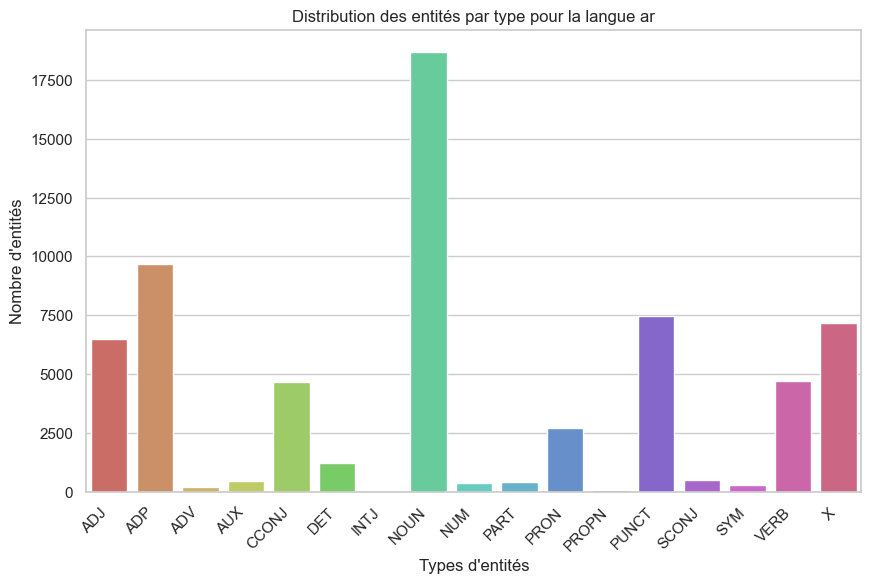 Distribution des entités par type pour la langue ar
Nombre d'entités
17500
15000
12500
10000
7500
5000
2500
0
ADJ
ADP
ADV
AUX
CCONJ
DET
INTJ
NOUN
NUM
PART
PRON
PROPN
PUNCT
SCONJ
SYM
VERB
X
Types d'entités